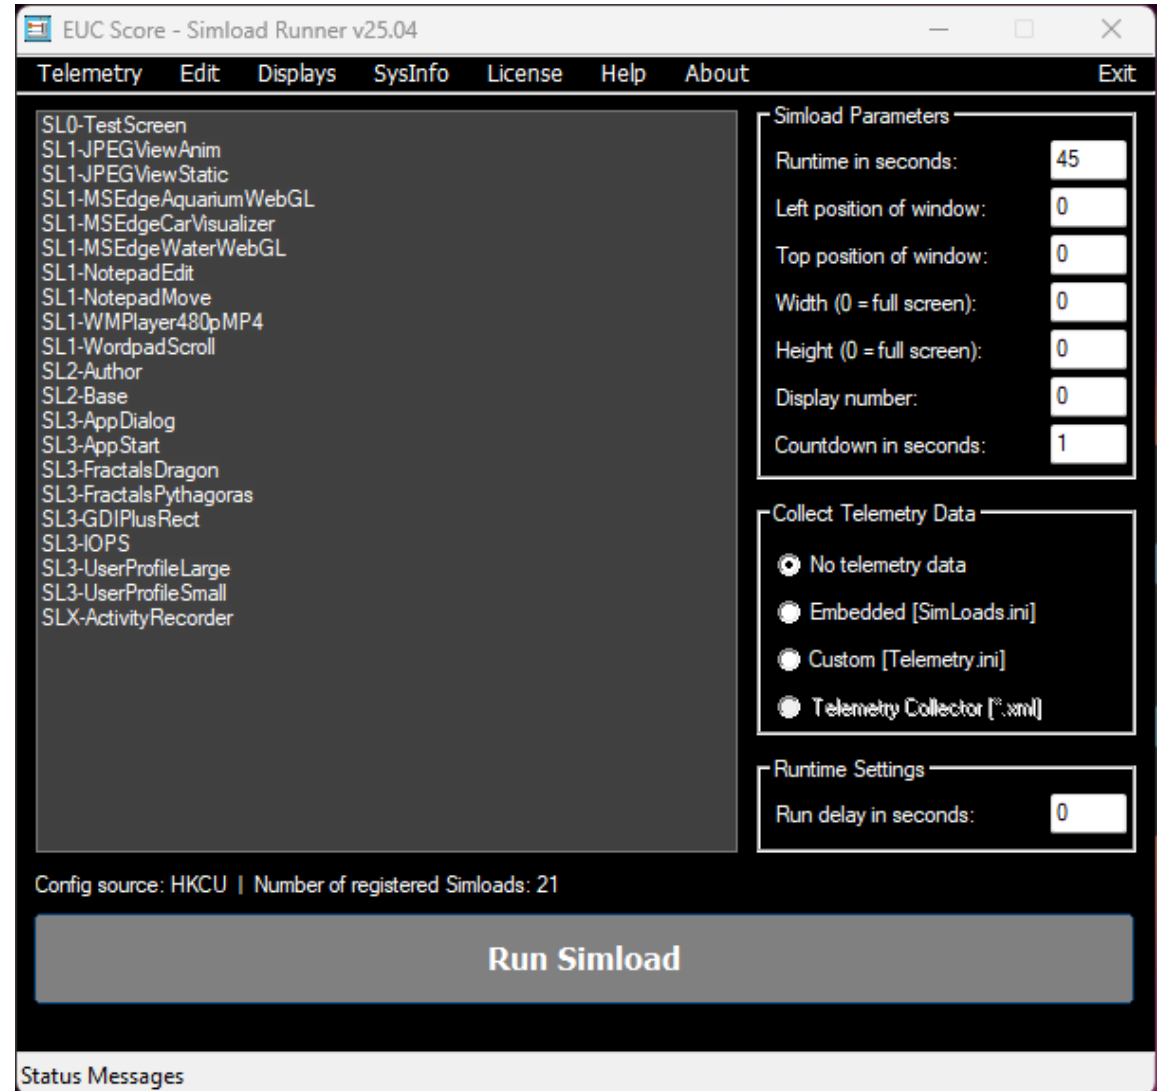 EUC Score - Simload Runner v25.04
Telemetry Edit Displays SysInfo License Help About Exit
SL0-TestScreen
SL1-JPEGViewAnim
SL1-JPEGViewStatic
SL1-MSEdgeAquariumWebGL
SL1-MSEdgeCarVisualizer
SL1-MSEdgeWaterWebGL
SL1-NotepadEdit
SL1-NotepadMove
SL1-WMPlayer480pMP4
SL1-WordpadScroll
SL2-Author
SL2-Base
SL3-AppDialog
SL3-AppStart
SL3-FractalsDragon
SL3-FractalsPythagoras
SL3-GDIPlusRect
SL3-IOPS
SL3-UserProfileLarge
SL3-UserProfileSmall
SLX-ActivityRecorder
Simload Parameters
Runtime in seconds: 45
Left position of window: 0
Top position of window: 0
Width (0 = full screen): 0
Height (0 = full screen): 0
Display number: 0
Countdown in seconds: 1
Collect Telemetry Data
No telemetry data
Embedded [SimLoads.ini]
Custom [Telemetry.ini]
Telemetry Collector [*.xml]
Runtime Settings
Run delay in seconds: 0
Config source: HKCU | Number of registered Simloads: 21
Run Simload
Status Messages